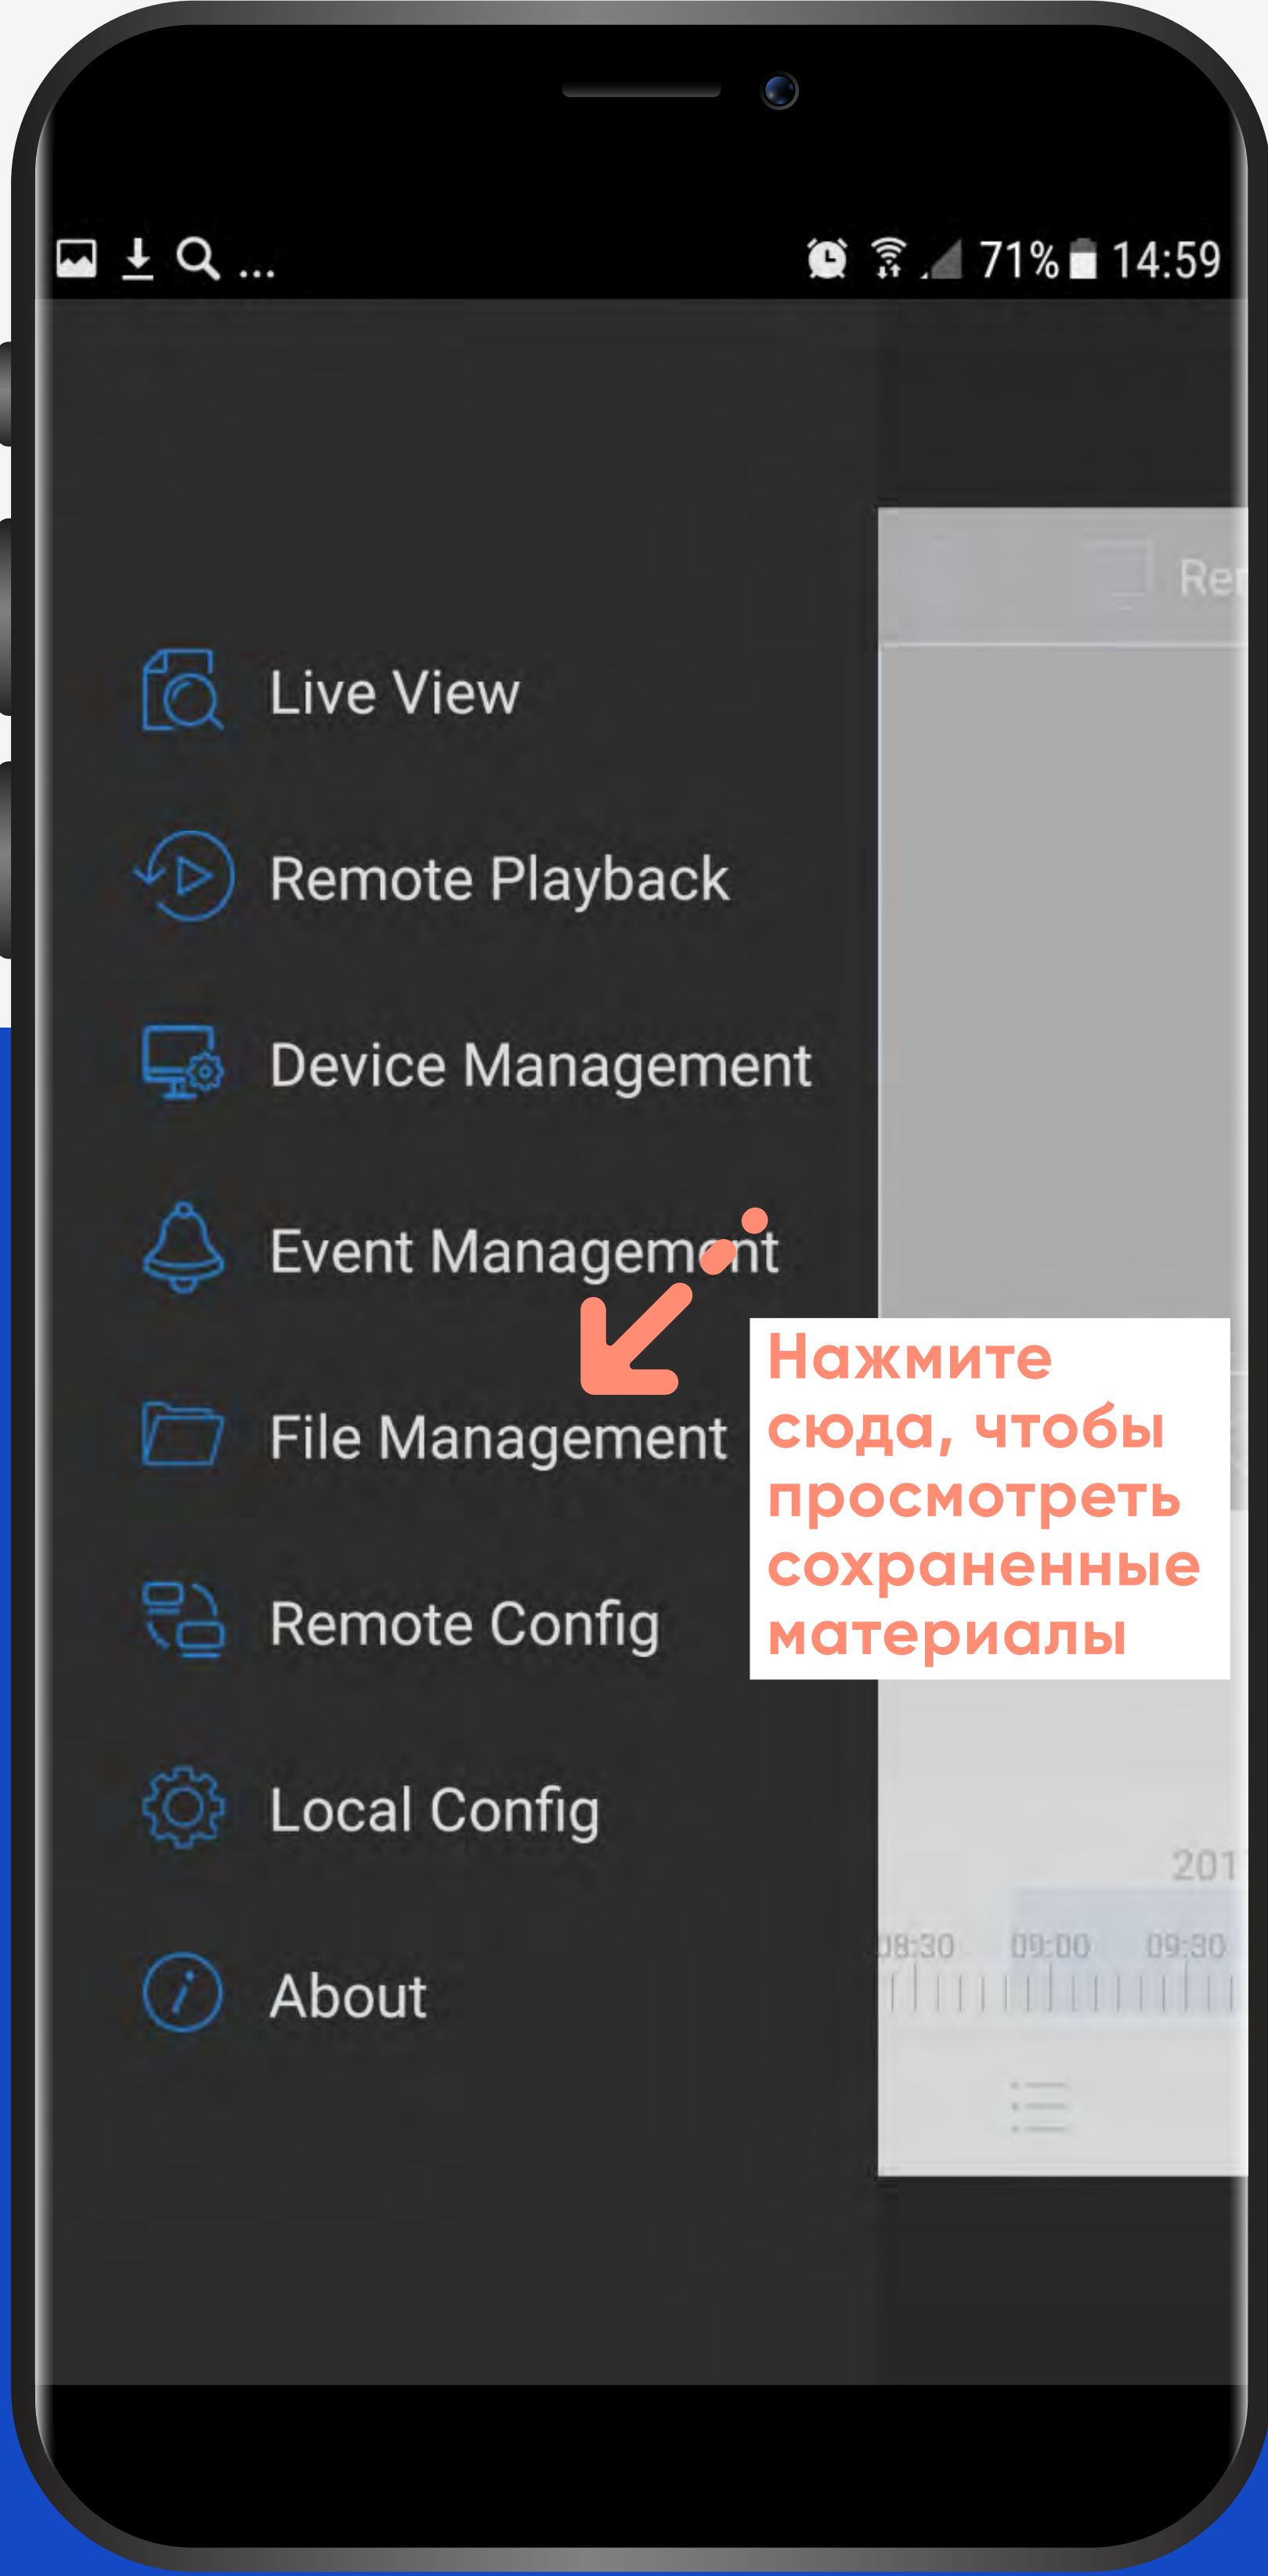 ... 71% 14:59
Live View
Remote Playback
Device Management
Event Management
File Management
Remote Config
Local Config
About
Нажмите
сюда, чтобы
просмотреть
сохраненные
материалы
08:30 09:00 09:30